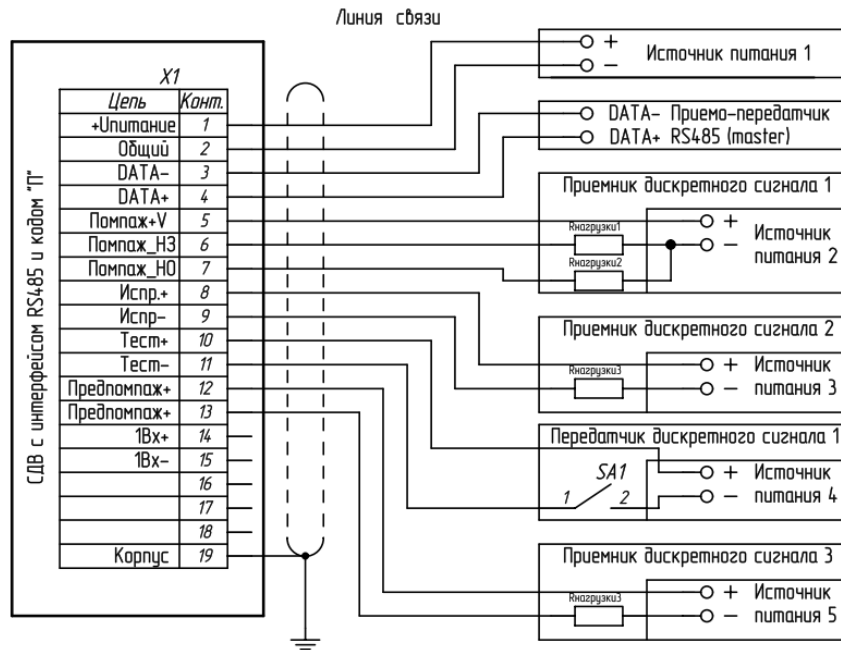 Линия связи
СДВ с интерфейсом RS485 и кодом "П"
X1
Цепь Конт.
+Uпитание 1
Общий 2
DATA- 3
DATA+ 4
Помпаж+V 5
Помпаж_НЗ 6
Помпаж_НО 7
Испр.+ 8
Испр- 9
Тест+ 10
Тест- 11
Предпомпаж+ 12
Предпомпаж+ 13
1Вх+ 14
1Вх- 15
16
17
18
Корпус 19
+ Источник питания 1
-
DATA- Приемо-передатчик
DATA+ RS485 (master)
Приемник дискретного сигнала 1
Rнагрузки1
Rнагрузки2
+ Источник
- питания 2
Приемник дискретного сигнала 2
Rнагрузки3
+ Источник
- питания 3
Передатчик дискретного сигнала 1
SA1
1 2
+ Источник
- питания 4
Приемник дискретного сигнала 3
Rнагрузки3
+ Источник
- питания 5